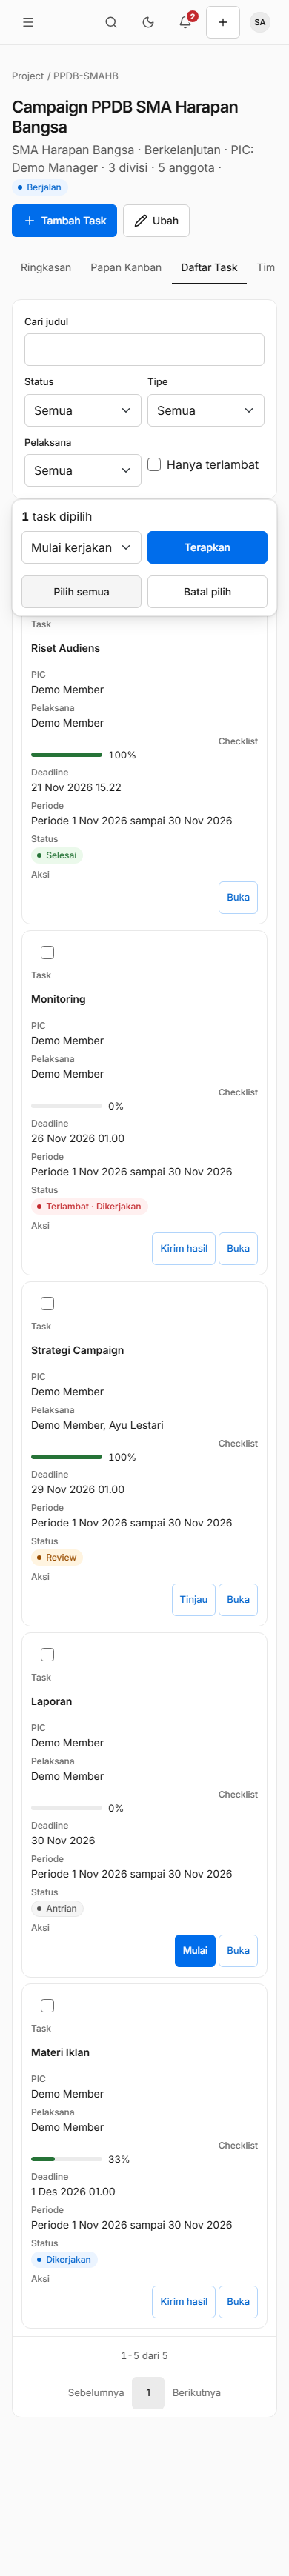 2
SA
Project / PPDB-SMAHB
Campaign PPDB SMA Harapan
Bangsa
SMA Harapan Bangsa · Berkelanjutan · PIC:
Demo Manager · 3 divisi · 5 anggota ·
Berjalan
+ Tambah Task
Ubah
Ringkasan Papan Kanban Daftar Task Tim
Cari judul
Status Tipe
Semua Semua
Pelaksana
Semua Hanya terlambat
1 task dipilih
Mulai kerjakan Terapkan
Pilih semua Batal pilih
Task
Riset Audiens
PIC
Demo Member
Pelaksana
Demo Member
Checklist
100%
Deadline
21 Nov 2026 15.22
Periode
Periode 1 Nov 2026 sampai 30 Nov 2026
Status
Selesai
Aksi
Buka
Task
Monitoring
PIC
Demo Member
Pelaksana
Demo Member
Checklist
0%
Deadline
26 Nov 2026 01.00
Periode
Periode 1 Nov 2026 sampai 30 Nov 2026
Status
Terlambat · Dikerjakan
Aksi
Kirim hasil Buka
Task
Strategi Campaign
PIC
Demo Member
Pelaksana
Demo Member, Ayu Lestari
Checklist
100%
Deadline
29 Nov 2026 01.00
Periode
Periode 1 Nov 2026 sampai 30 Nov 2026
Status
Review
Aksi
Tinjau Buka
Task
Laporan
PIC
Demo Member
Pelaksana
Demo Member
Checklist
0%
Deadline
30 Nov 2026
Periode
Periode 1 Nov 2026 sampai 30 Nov 2026
Status
Antrian
Aksi
Mulai Buka
Task
Materi Iklan
PIC
Demo Member
Pelaksana
Demo Member
Checklist
33%
Deadline
1 Des 2026 01.00
Periode
Periode 1 Nov 2026 sampai 30 Nov 2026
Status
Dikerjakan
Aksi
Kirim hasil Buka
1-5 dari 5
Sebelumnya 1 Berikutnya